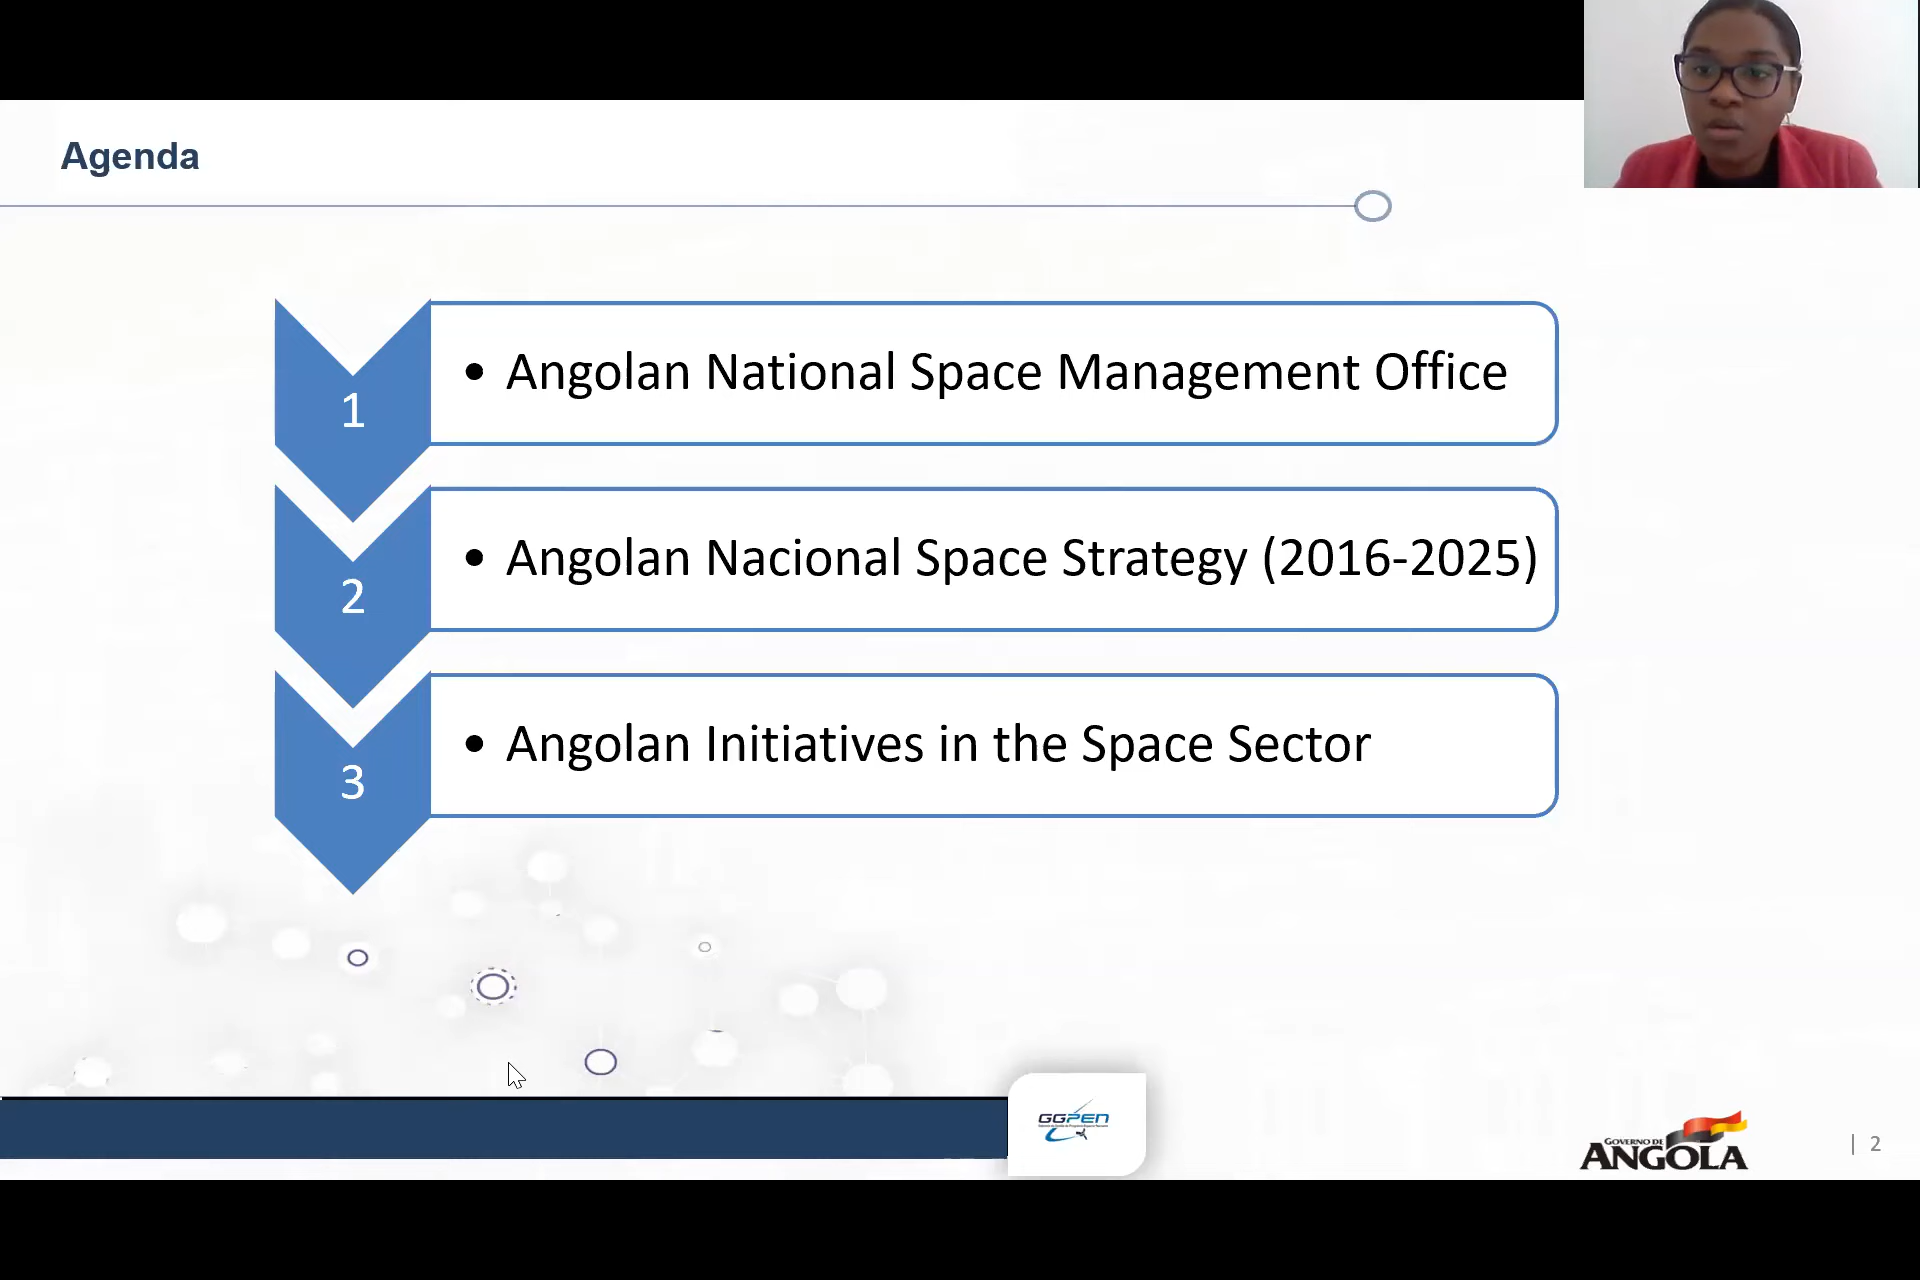 Agenda
1
• Angolan National Space Management Office
2
• Angolan Nacional Space Strategy (2016-2025)
3
• Angolan Initiatives in the Space Sector
GGPEN
GOVERNO DE
ANGOLA
| 2